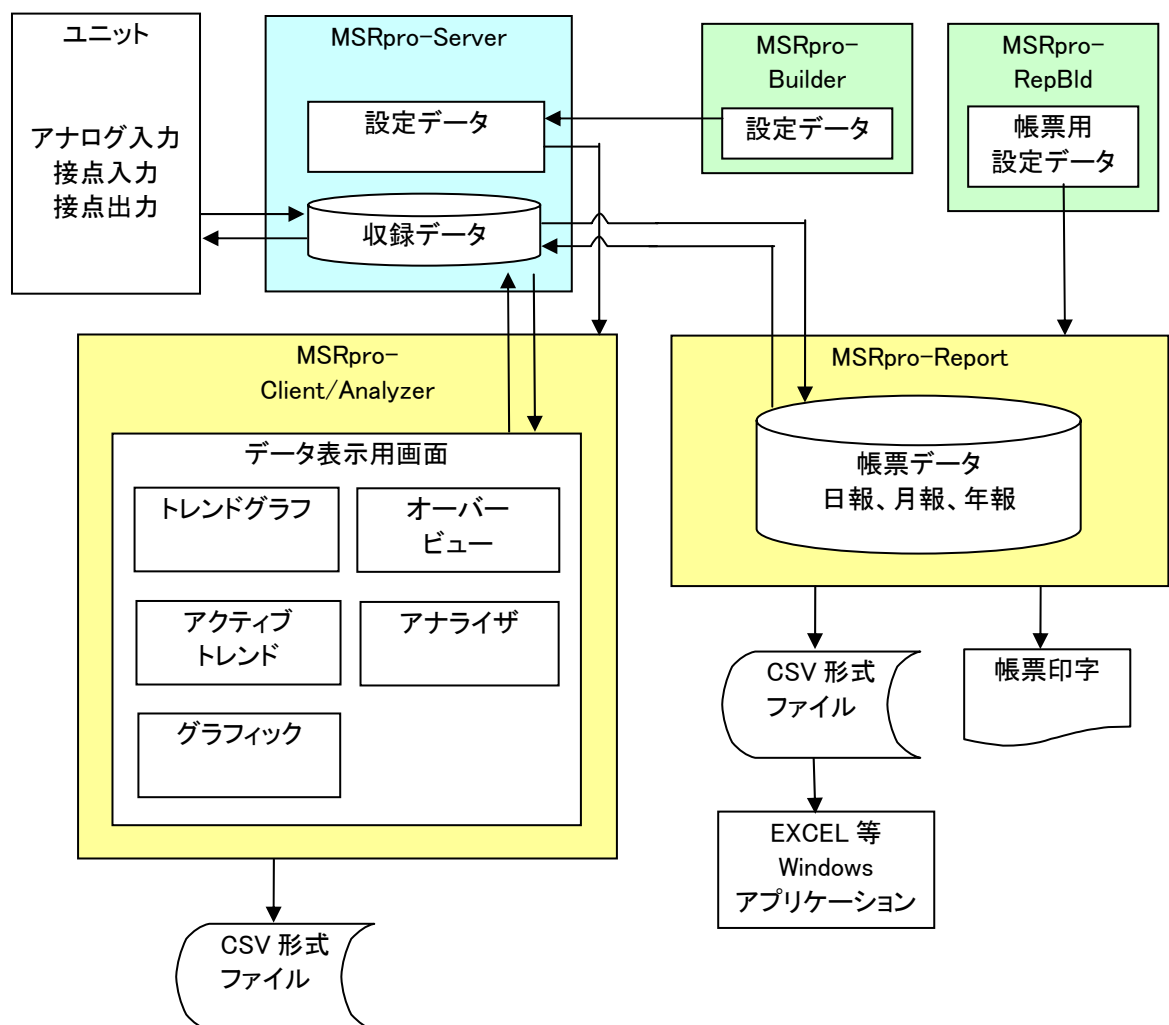 ユニット
アナログ入力
接点入力
接点出力
MSRpro-Server
設定データ
収録データ
MSRpro-
Builder
設定データ
MSRpro-
RepBld
帳票用
設定データ
MSRpro-
Client/Analyzer
データ表示用画面
トレンドグラフ
オーバー
ビュー
アクティブ
トレンド
アナライザ
グラフィック
CSV 形式
ファイル
MSRpro-Report
帳票データ
日報、月報、年報
CSV 形式
ファイル
帳票印字
EXCEL 等
Windows
アプリケーション